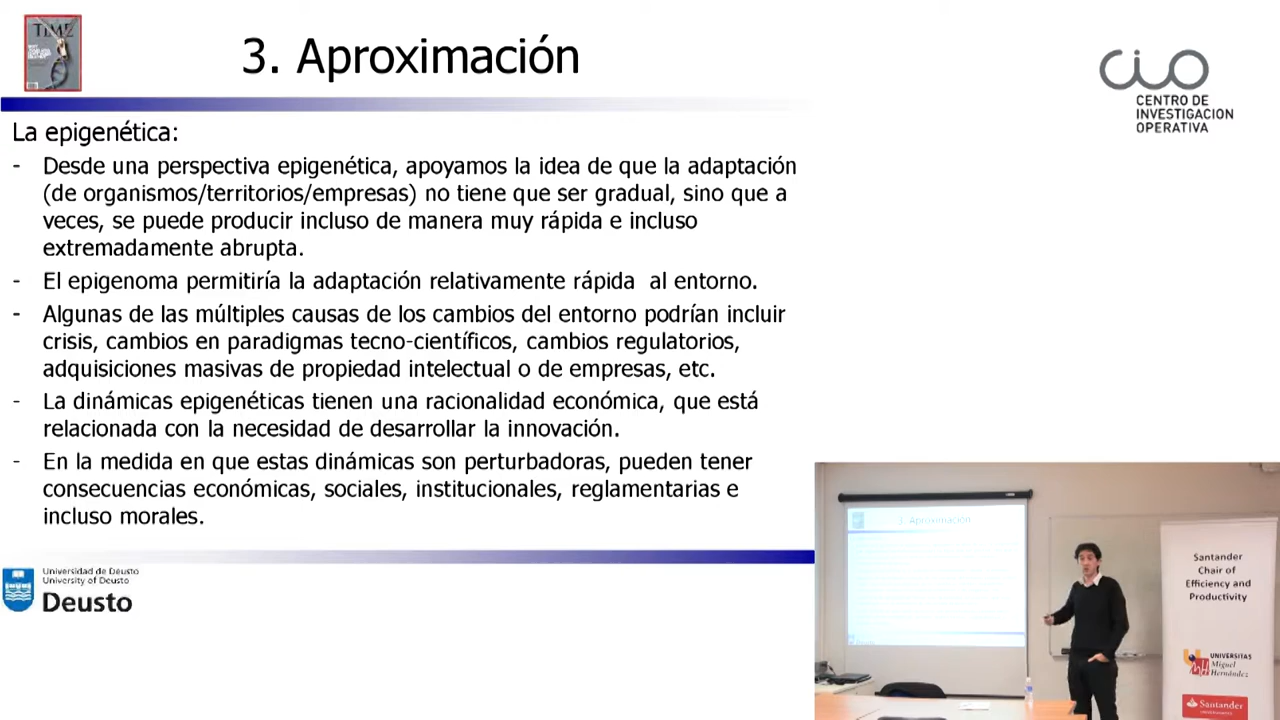 TIME
3. Aproximación
CIO
CENTRO DE
INVESTIGACION
OPERATIVA
La epigenética:
- Desde una perspectiva epigenética, apoyamos la idea de que la adaptación
(de organismos/territorios/empresas) no tiene que ser gradual, sino que a
veces, se puede producir incluso de manera muy rápida e incluso
extremadamente abrupta.
- El epigenoma permitiría la adaptación relativamente rápida al entorno.
- Algunas de las múltiples causas de los cambios del entorno podrían incluir
crisis, cambios en paradigmas tecno-científicos, cambios regulatorios,
adquisiciones masivas de propiedad intelectual o de empresas, etc.
- La dinámicas epigenéticas tienen una racionalidad económica, que está
relacionada con la necesidad de desarrollar la innovación.
- En la medida en que estas dinámicas son perturbadoras, pueden tener
consecuencias económicas, sociales, institucionales, reglamentarias e
incluso morales.
Universidad de Deusto
University of Deusto
Deusto
3. Aproximación
Santander
Chair of
Efficiency and
Productivity
UNIVERSITAS
Miguel
Hernández
Santander